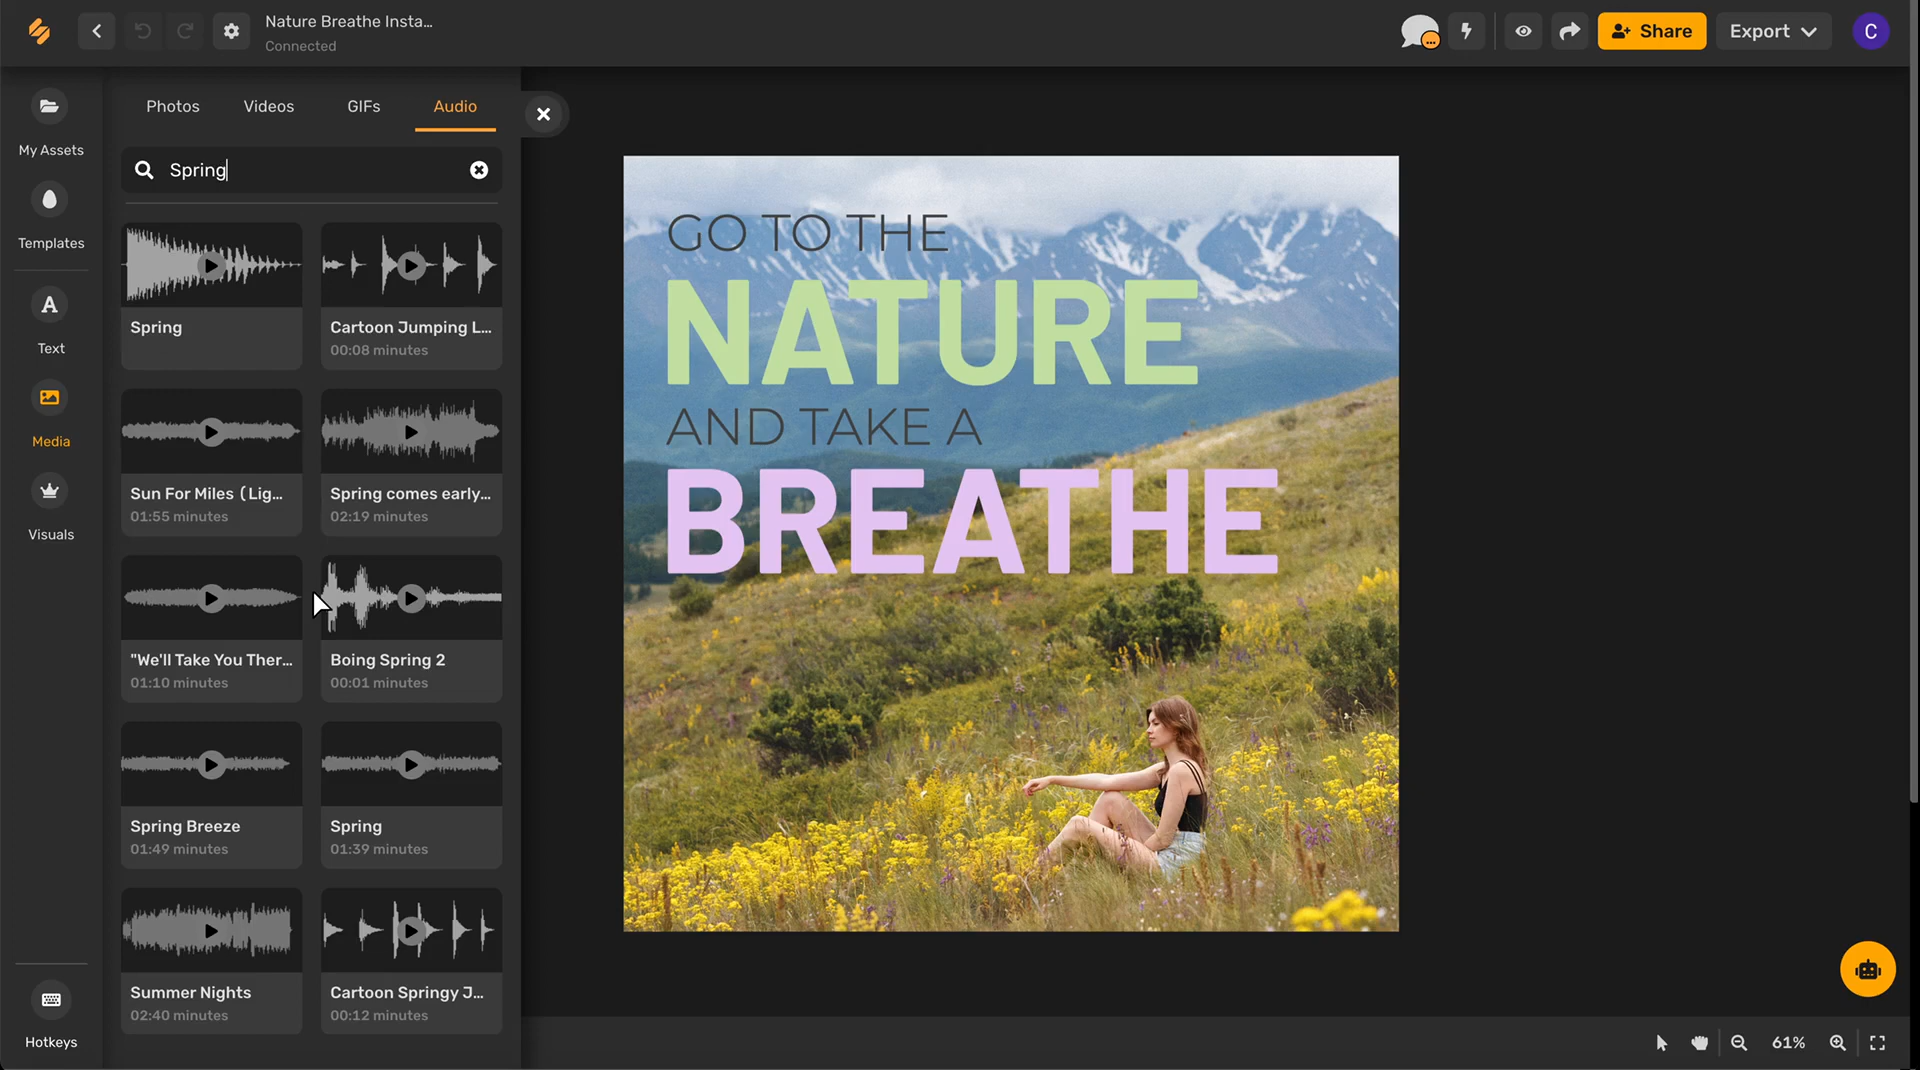 Nature Breathe Insta...
Connected
Share
Export
C
My Assets
Templates
Text
Media
Visuals
Hotkeys
Photos
Videos
GIFs
Audio
Spring
Spring
Cartoon Jumping L...
00:08 minutes
Sun For Miles (Lig...
01:55 minutes
Spring comes early...
02:19 minutes
"We'll Take You Ther...
01:10 minutes
Boing Spring 2
00:01 minutes
Spring Breeze
01:49 minutes
Spring
01:39 minutes
Summer Nights
02:40 minutes
Cartoon Springy J...
00:12 minutes
GO TO THE
NATURE
AND TAKE A
BREATHE
61%